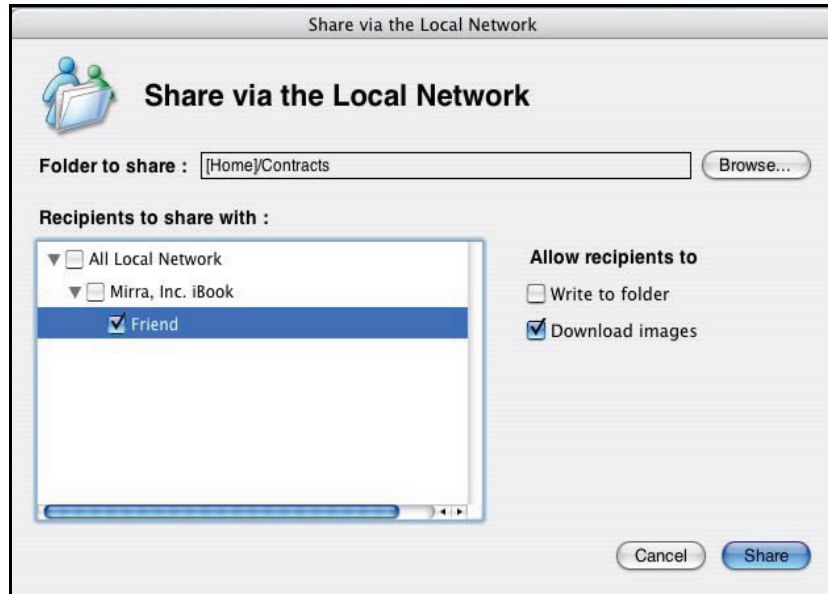 Share via the Local Network
Share via the Local Network
Folder to share : [Home]/Contracts Browse...
Recipients to share with :
All Local Network
Mirra, Inc. iBook
Friend
Allow recipients to
Write to folder
Download images
Cancel Share